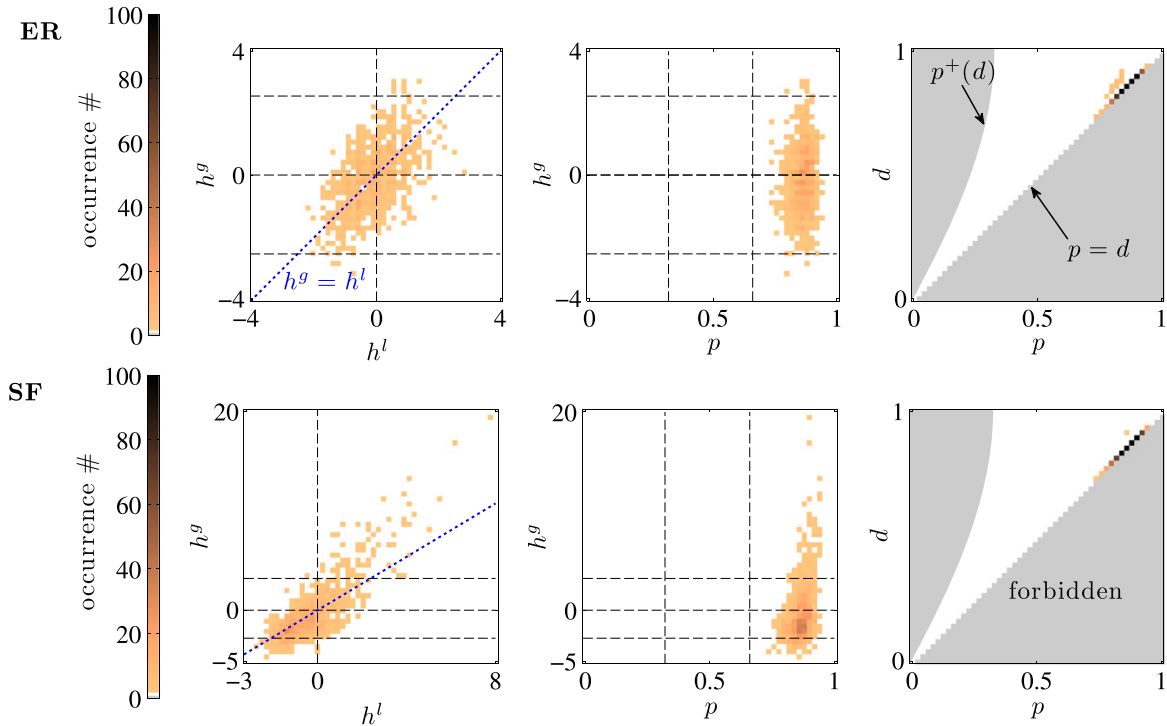 ER
occurrence #
100
80
60
40
20
0
4
0
−4
h^g
−4 0 4
h^l
h^g = h^l
4
0
−4
h^g
0 0.5 1
p
1
0
d
0 0.5 1
p
p^+(d)
p = d
SF
occurrence #
100
80
60
40
20
0
20
0
−5
h^g
−3 0 8
h^l
20
0
−5
h^g
0 0.5 1
p
1
0
d
0 0.5 1
p
forbidden